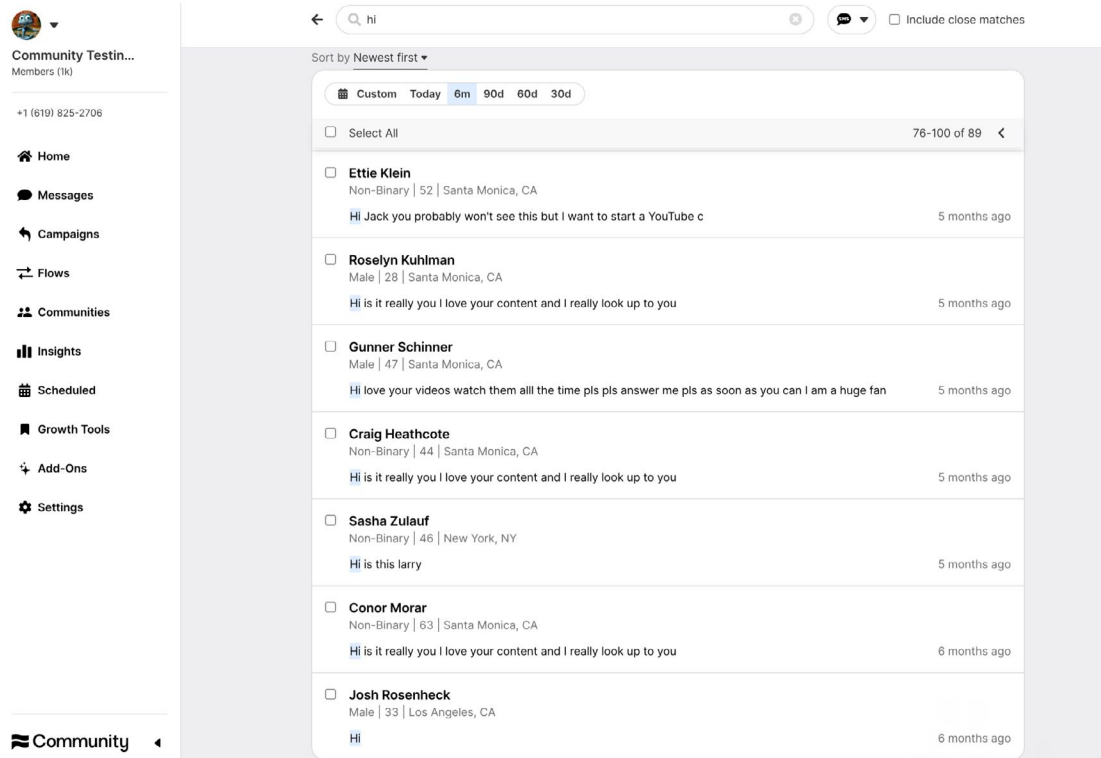 hi
SMS
Include close matches
Community Testin...
Members (1k)
+1 (619) 825-2706
Home
Messages
Campaigns
Flows
Communities
Insights
Scheduled
Growth Tools
Add-Ons
Settings
Community
Sort by Newest first
Custom Today 6m 90d 60d 30d
Select All 76-100 of 89
Ettie Klein
Non-Binary | 52 | Santa Monica, CA
Hi Jack you probably won't see this but I want to start a YouTube c 5 months ago
Roselyn Kuhlman
Male | 28 | Santa Monica, CA
Hi is it really you I love your content and I really look up to you 5 months ago
Gunner Schinner
Male | 47 | Santa Monica, CA
Hi love your videos watch them alll the time pls pls answer me pls as soon as you can I am a huge fan 5 months ago
Craig Heathcote
Non-Binary | 44 | Santa Monica, CA
Hi is it really you I love your content and I really look up to you 5 months ago
Sasha Zulauf
Non-Binary | 46 | New York, NY
Hi is this larry 5 months ago
Conor Morar
Non-Binary | 63 | Santa Monica, CA
Hi is it really you I love your content and I really look up to you 6 months ago
Josh Rosenheck
Male | 33 | Los Angeles, CA
Hi 6 months ago